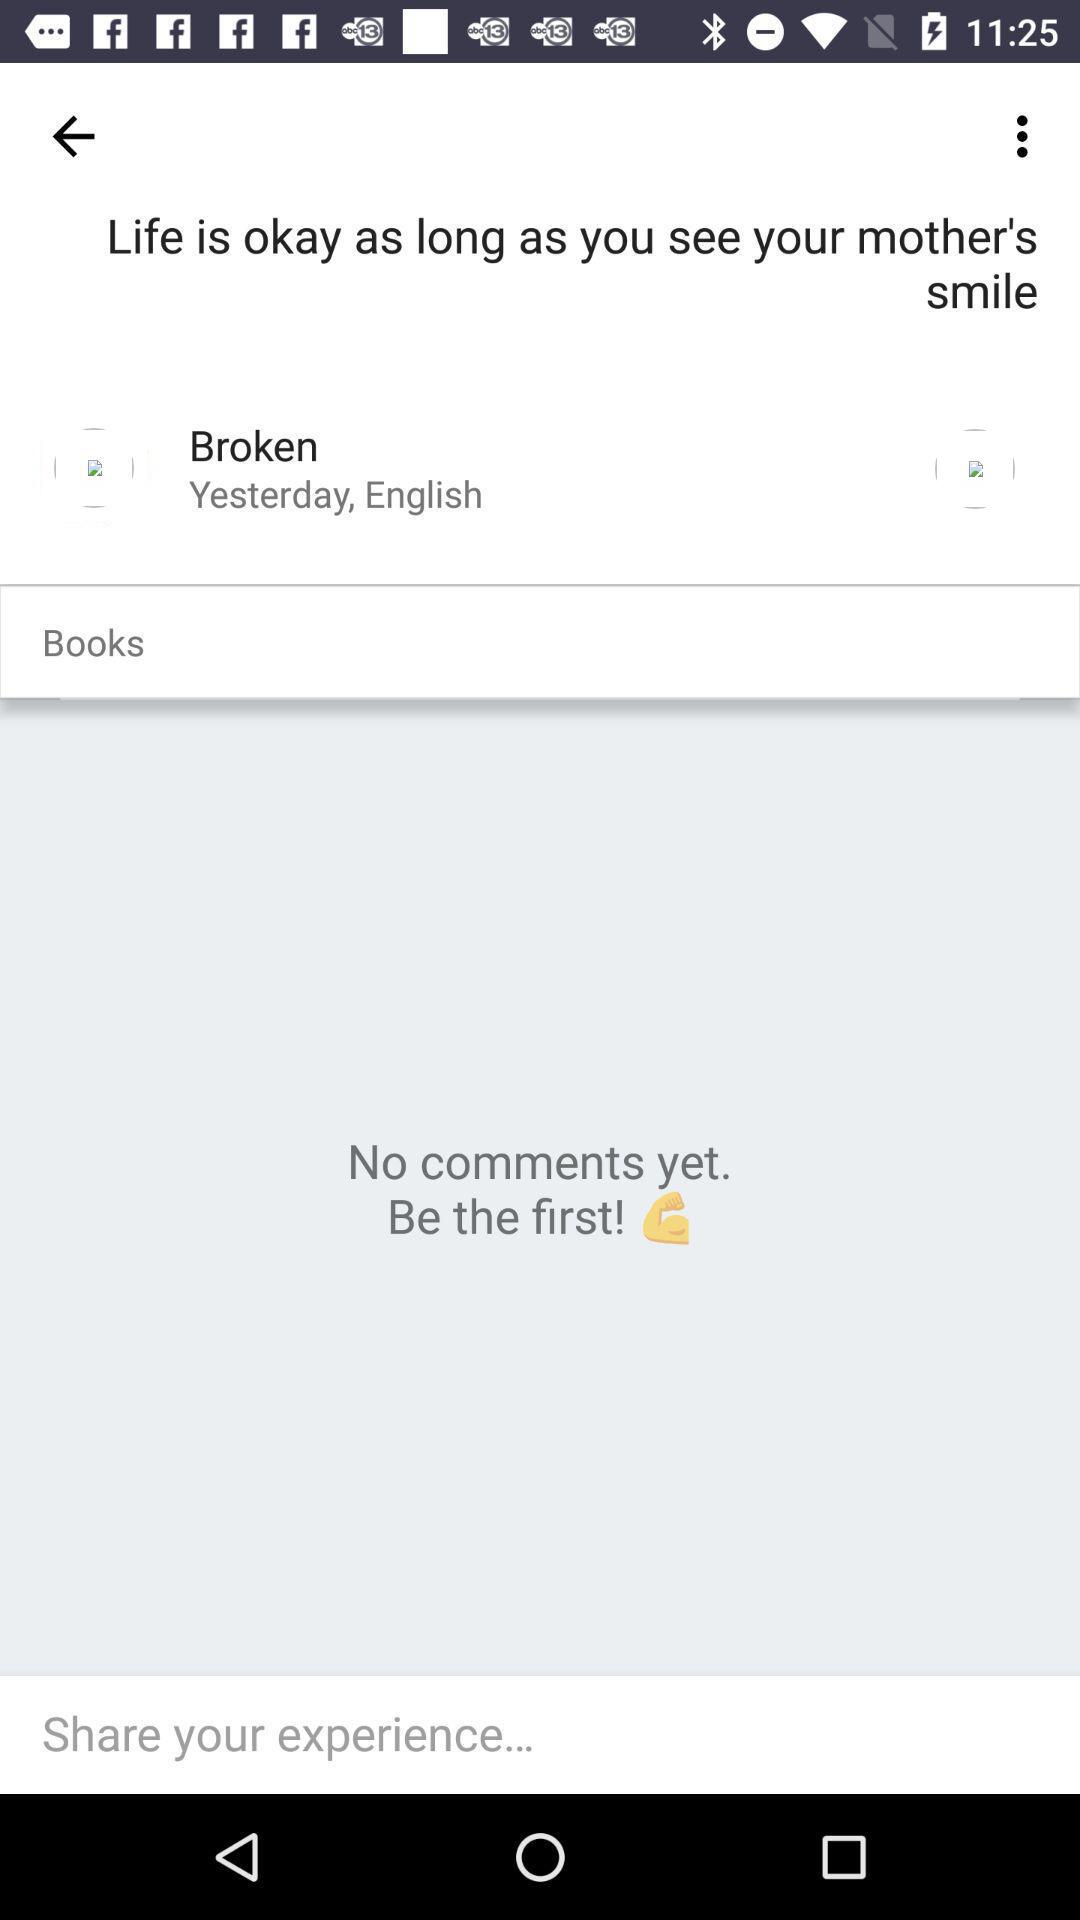 11:25
Life is okay as long as you see your mother's
smile
Broken
Yesterday, English
Books
No comments yet.
Be the first! 💪
Share your experience...